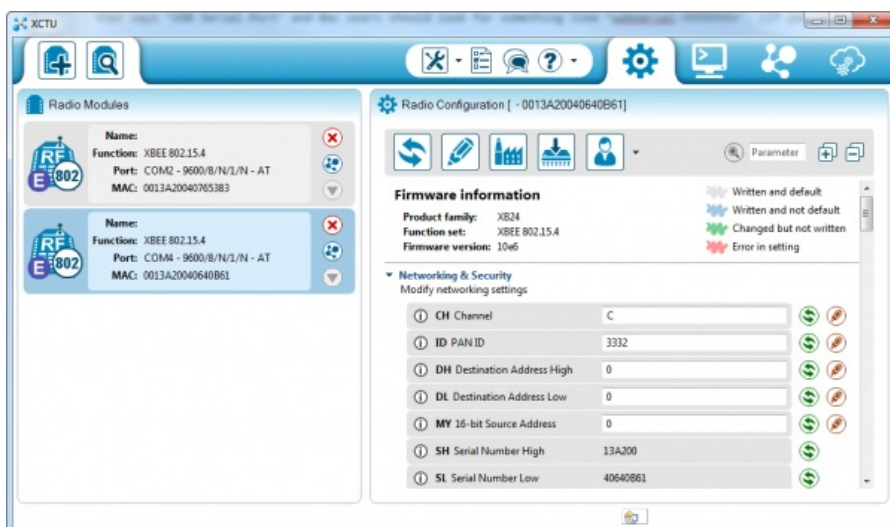 XCTU
Radio Modules
Name:
Function: XBEE 802.15.4
Port: COM2 - 9600/8/N/1/N - AT
MAC: 0013A20040765383
RF
E 802
Name:
Function: XBEE 802.15.4
Port: COM4 - 9600/8/N/1/N - AT
MAC: 0013A20040640B61
RF
E 802
Radio Configuration [ - 0013A20040640B61]
Parameter
Firmware information
Product family: XB24
Function set: XBEE 802.15.4
Firmware version: 10e6
Written and default
Written and not default
Changed but not written
Error in setting
Networking & Security
Modify networking settings
CH Channel C
ID PAN ID 3332
DH Destination Address High 0
DL Destination Address Low 0
MY 16-bit Source Address 0
SH Serial Number High 13A200
SL Serial Number Low 40640B61